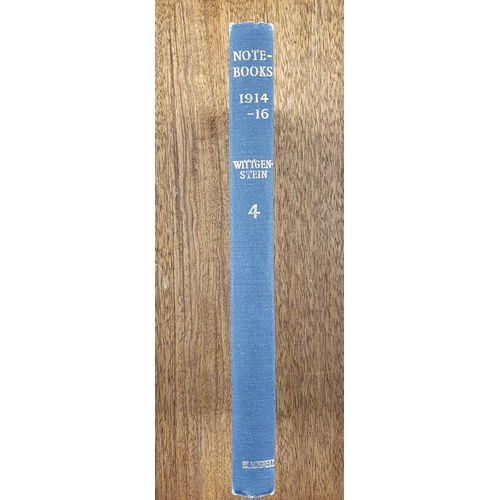 NOTE-
BOOKS
1914
-16
WITTGEN-
STEIN
4
BLACKWELL